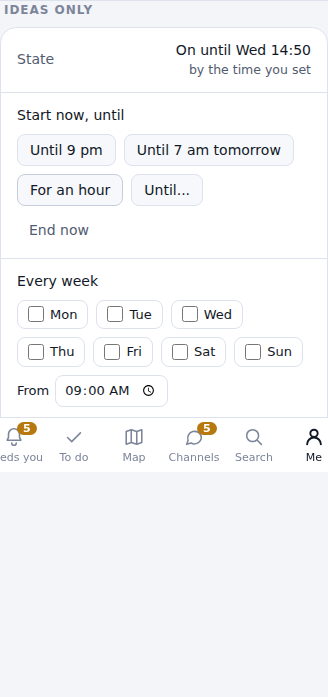 IDEAS ONLY
State
On until Wed 14:50
by the time you set
Start now, until
Until 9 pm
Until 7 am tomorrow
For an hour
Until...
End now
Every week
Mon
Tue
Wed
Thu
Fri
Sat
Sun
From 09:00 AM
5
5
eds you
To do
Map
Channels
Search
Me